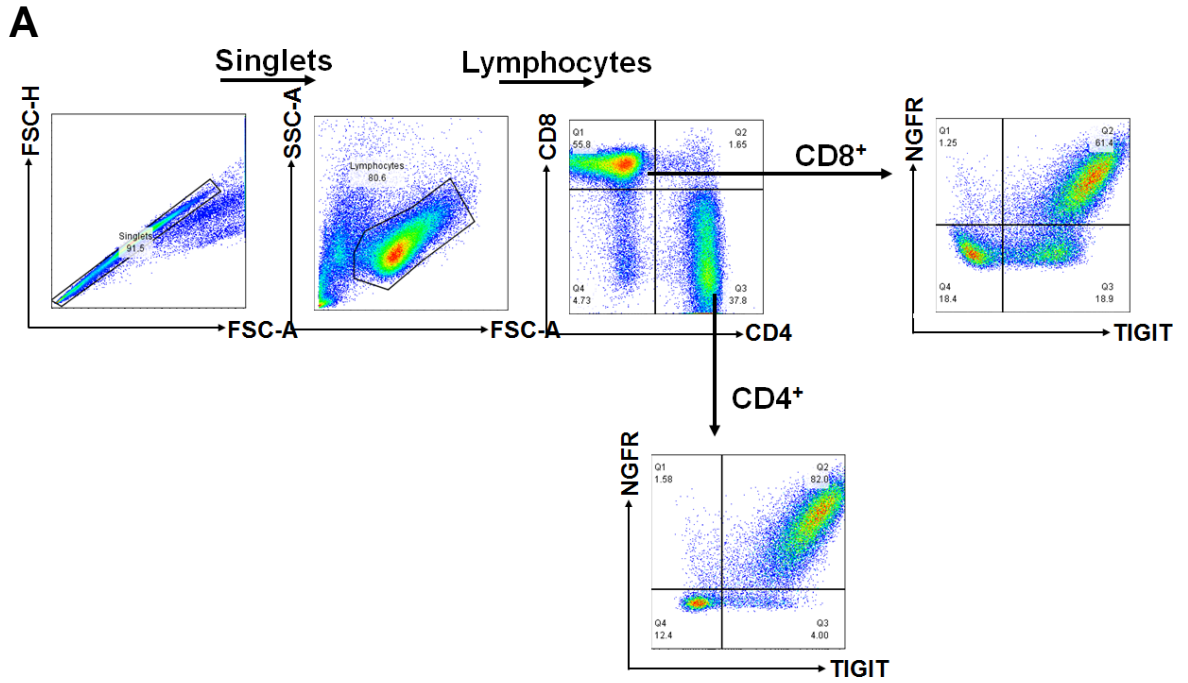 A
Singlets
Lymphocytes
FSC-H
Singlets
91.5
FSC-A
SSC-A
Lymphocytes
80.6
FSC-A
CD8
Q1
55.8
Q2
1.65
Q4
4.73
Q3
37.8
CD4
CD8+
NGFR
Q1
1.25
Q2
61.4
Q4
18.4
Q3
18.9
TIGIT
CD4+
NGFR
Q1
1.58
Q2
82.0
Q4
12.4
Q3
4.00
TIGIT